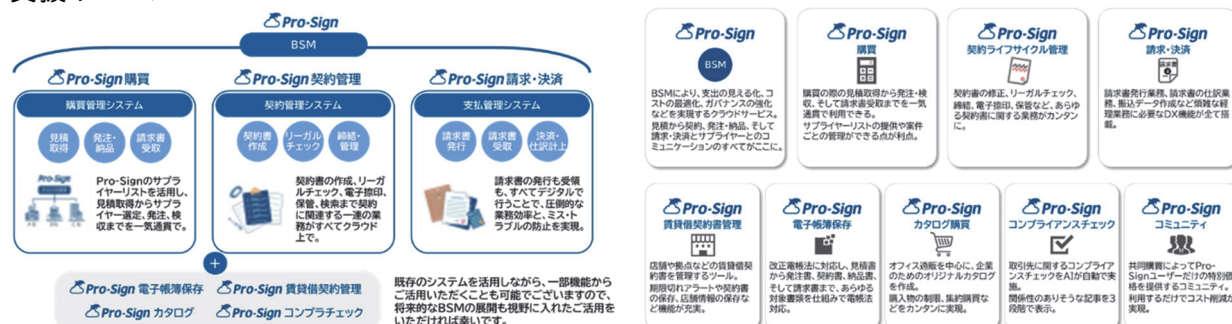 Pro-Sign
BSM
Pro-Sign 購買
購買管理システム
見積
取得
発注・
納品
請求書
受取
Pro-Sign
Pro-Signのサプラ
イヤーリストを活用し、
見積取得からサプラ
イヤー選定、発注、検
収までを一気通貫で。
Pro-Sign 契約管理
契約管理システム
契約書
作成
リーガル
チェック
締結・
管理
契約書の作成、リーガ
ルチェック、電子捺印、
保管、検索まで契約
に関連する一連の業
務がすべてクラウド
上で。
Pro-Sign 請求・決済
支払管理システム
請求書
発行
請求書
受取
決済・
仕訳計上
請求書の発行も受領
も、すべてデジタルで
行うことで、圧倒的な
業務効率と、ミス・ト
ラブルの防止を実現。
+
Pro-Sign 電子帳簿保存
Pro-Sign 賃貸借契約管理
Pro-Sign カタログ
Pro-Sign コンプラチェック
既存のシステムを活用しながら、一部機能から
ご活用いただくことも可能でございますので、
将来的なBSMの展開も視野に入れたご活用を
いただければ幸いです。
Pro-Sign
BSM
BSMにより、支出の見える化、コ
ストの最適化、ガバナンスの強化
などを実現するクラウドサービス。
見積から契約、発注・納品、そして
請求・決済とサプライヤーとのコ
ミュニケーションのすべてがここに。
Pro-Sign
購買
購買の際の見積取得から発注・検
収、そして請求書受取までを一気
通貫で利用できる。
サプライヤーリストの提供や案件
ごとの管理ができる点が利点。
Pro-Sign
契約ライフサイクル管理
契約書の修正、リーガルチェック、
締結、電子捺印、保管など、あらゆ
る契約書に関する業務がカンタン
に。
Pro-Sign
請求・決済
請求書
請求書発行業務、請求書の仕訳業
務、振込データ作成など煩雑な経
理業務に必要なDX機能が全て搭
載。
Pro-Sign
賃貸借契約書管理
店舗や拠点などの賃貸借契
約書を管理するツール。
期限切れアラートや契約書
の保存、店舗情報の保存な
ど機能が充実。
Pro-Sign
電子帳簿保存
改正電帳法に対応し、見積書
から発注書、契約書、納品書、
そして請求書まで、あらゆる
対象書類を仕組みで電帳法
対応。
Pro-Sign
カタログ購買
オフィス通販を中心に、企業
のためのオリジナルカタログ
を作成。
購入物の制限、集約購買な
どをカンタンに実現。
Pro-Sign
コンプライアンスチェック
取引先に関するコンプライア
ンスチェックをAIが自動で実
施。
関係性のありそうな記事を3
段階で表示。
Pro-Sign
コミュニティ
共同購買によってPro-
Signユーザーだけの特別価
格を提供するコミュニティ。
利用するだけでコスト削減が
実現。